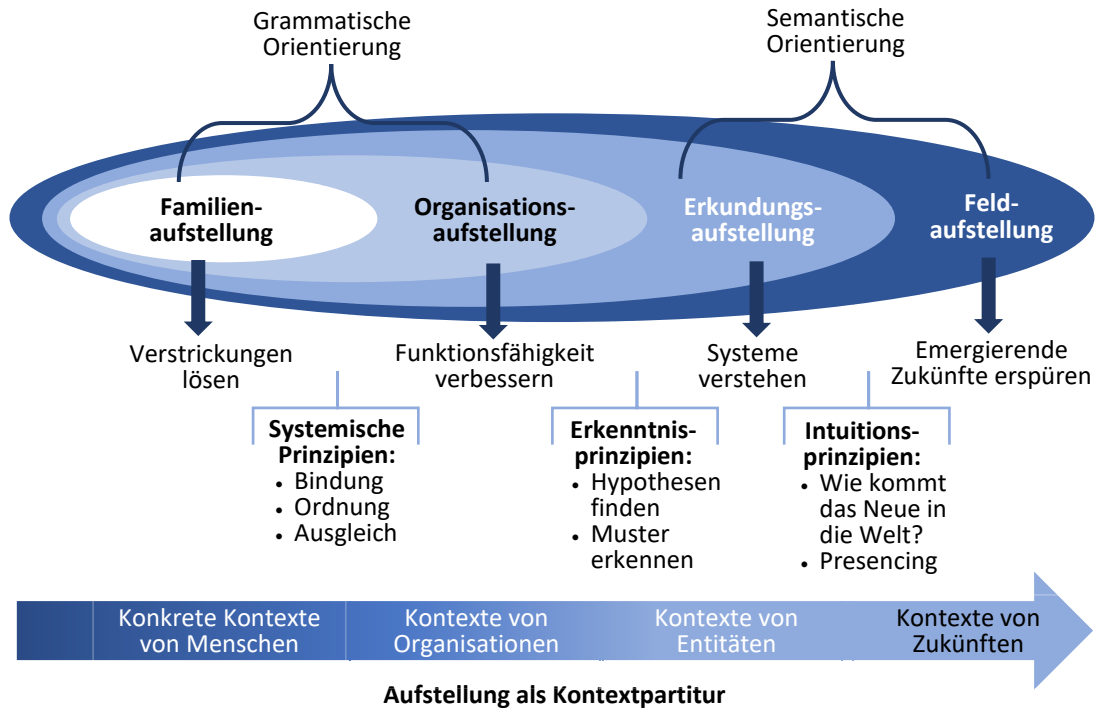 Grammatische
Orientierung
Semantische
Orientierung
Familien-
aufstellung
Organisations-
aufstellung
Erkundungs-
aufstellung
Feld-
aufstellung
Verstrickungen
lösen
Funktionsfähigkeit
verbessern
Systeme
verstehen
Emergierende
Zukünfte erspüren
Systemische
Prinzipien:
• Bindung
• Ordnung
• Ausgleich
Erkenntnis-
prinzipien:
• Hypothesen
finden
• Muster
erkennen
Intuitions-
prinzipien:
• Wie kommt
das Neue in
die Welt?
• Presencing
Konkrete Kontexte
von Menschen
Kontexte von
Organisationen
Kontexte von
Entitäten
Kontexte von
Zukünften
Aufstellung als Kontextpartitur